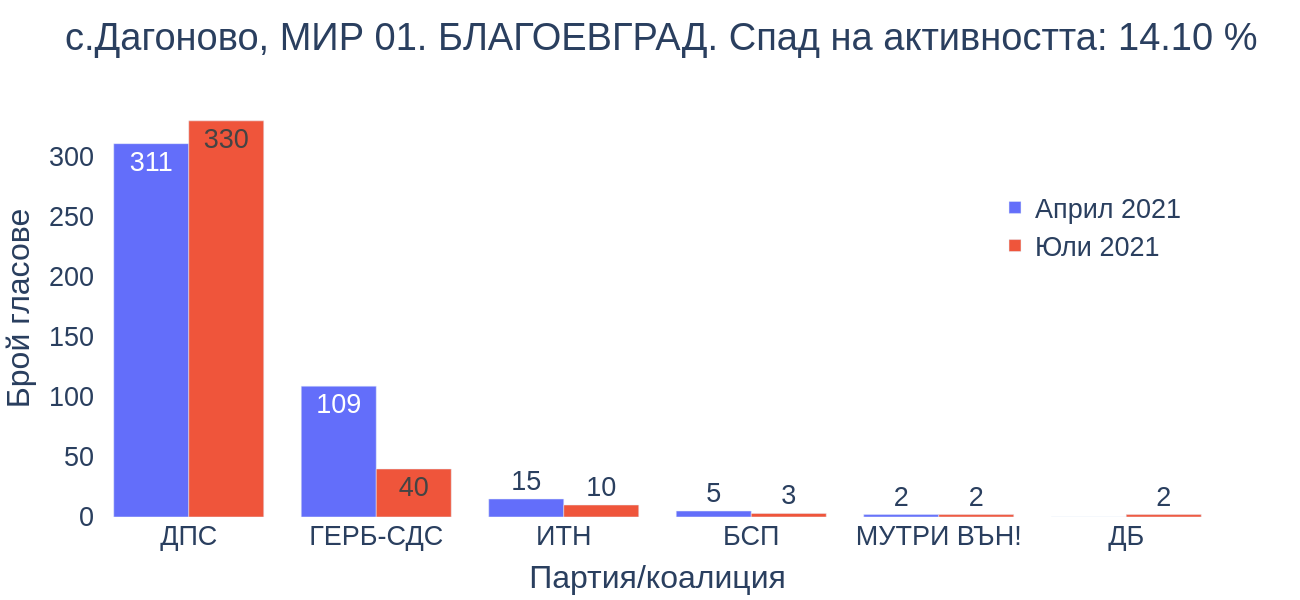 с.Дагоново, МИР 01. БЛАГОЕВГРАД. Спад на активността: 14.10 %
Брой гласове
300
250
200
150
100
50
0
311
330
109
40
15
10
5
3
2
2
2
Април 2021
Юли 2021
ДПС
ГЕРБ-СДС
ИТН
БСП
МУТРИ ВЪН!
ДБ
Партия/коалиция